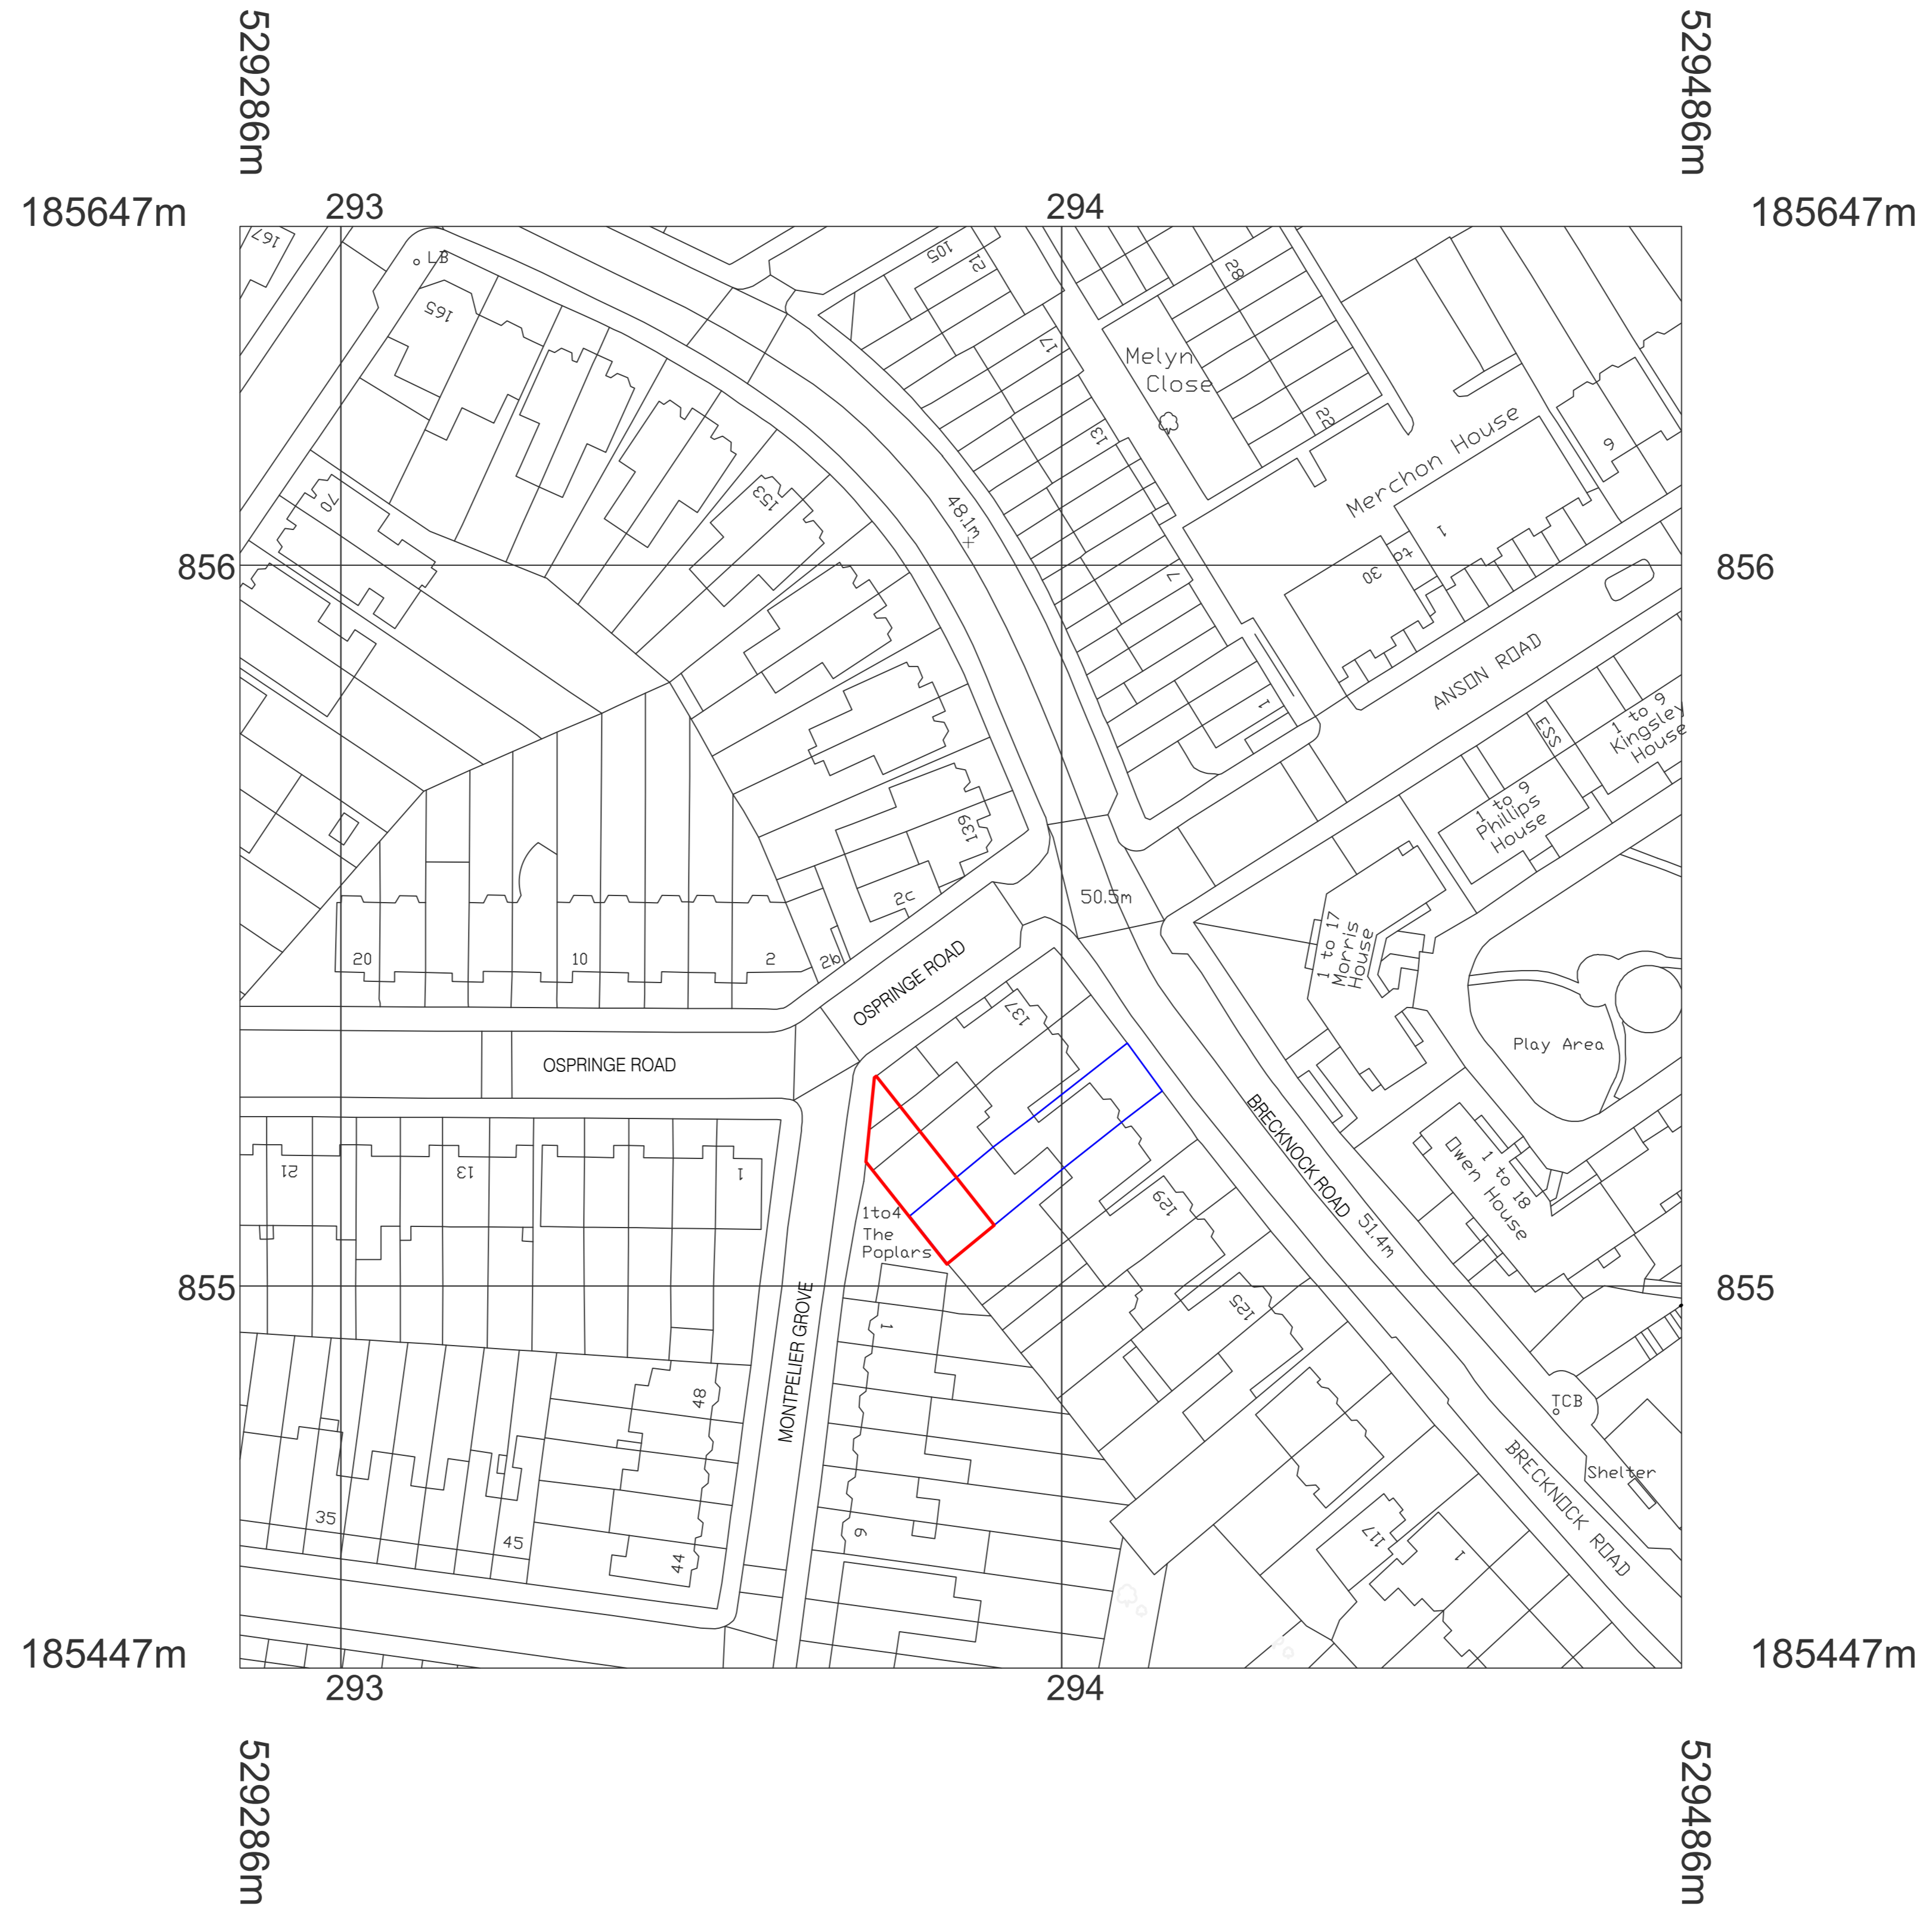 529286m
529486m
185647m
293
294
185647m
167
LB
165
105
21
28
17
Melyn
Close
22
13
Merchon House
6
70
153
48.1m
1
to
30
7
856
856
ANSON ROAD
1
ESS
1 to 9
Kingsley
House
1 to 9
Phillips
House
139
2c
50.5m
1 to 17
Morris
House
20
10
2
2b
OSPRINGE ROAD
137
Play Area
OSPRINGE ROAD
BRECKNOCK ROAD
21
13
1
129
1 to 18
Owen House
1to4
The
Poplars
51.4m
855
855
125
MONTPELIER GROVE
1
48
TCB
BRECKNOCK ROAD
Shelter
35
45
9
44
117
1
185447m
293
294
185447m
529286m
529486m